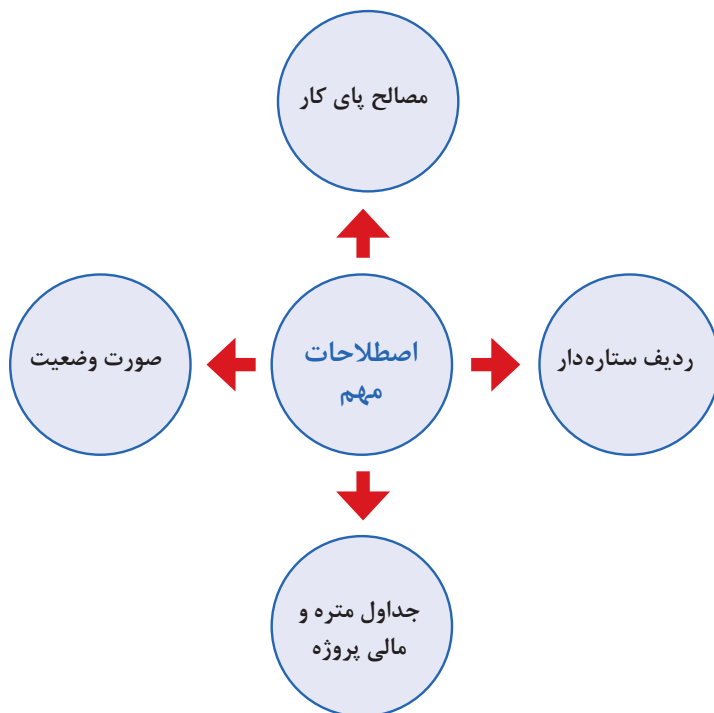 مصالح پای کار
ردیف ستاره‌دار
اصطلاحات
مهم
صورت وضعیت
جداول متره و
مالی پروژه